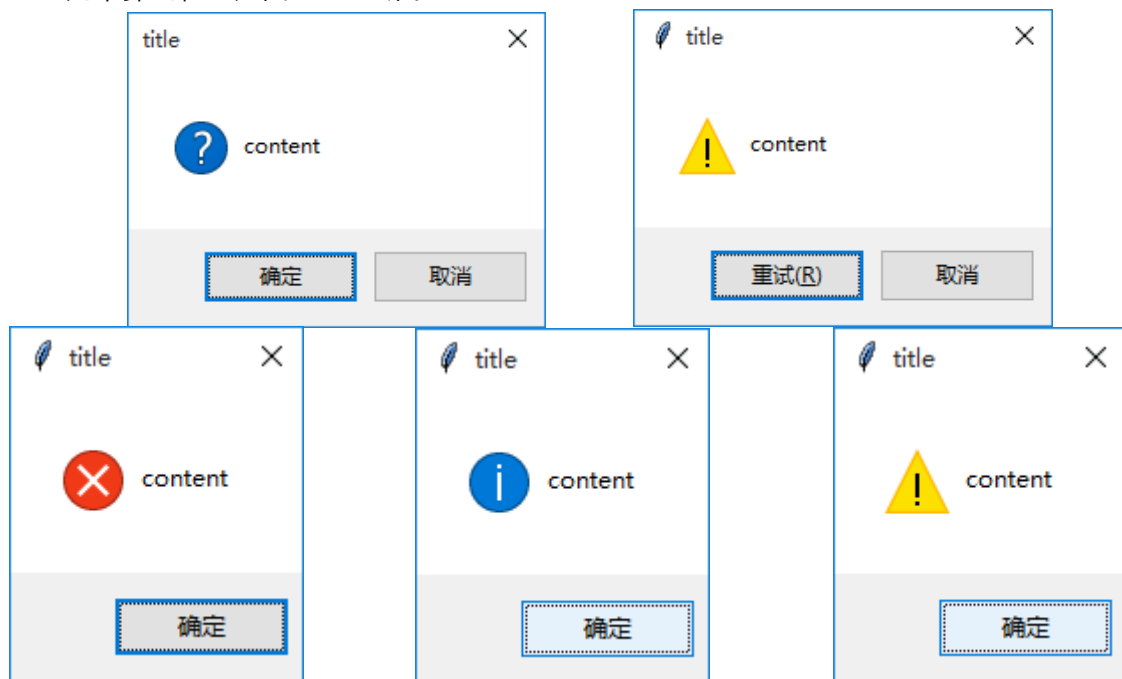 title
content
确定
取消
title
content
重试(R)
取消
title
content
确定
title
content
确定
title
content
确定